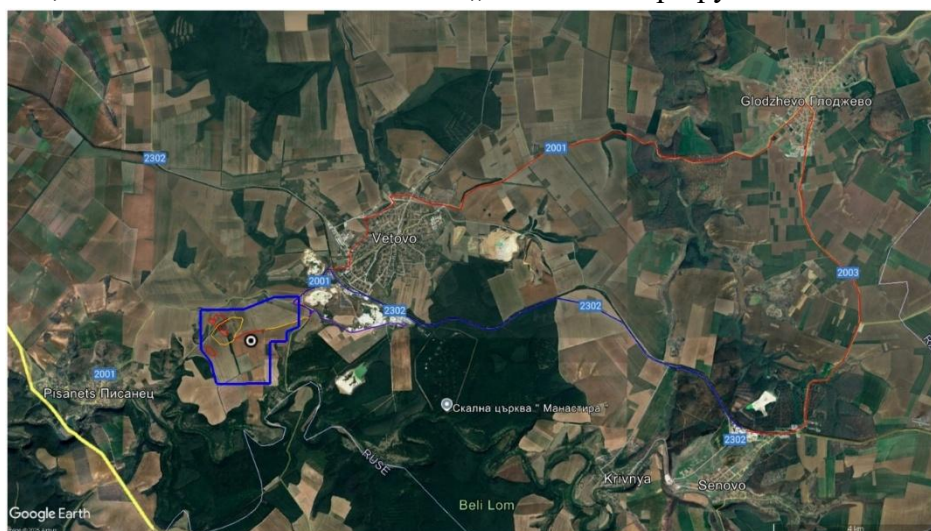 Glodzhevo Глоджево
2001
2302
Vetovo
2003
2001
2302
2302
2001
Pisanets Писанец
Скална църква " Манастира "
2302
RUSE
Krivnya
Senovo
Beli Lom
Google Earth